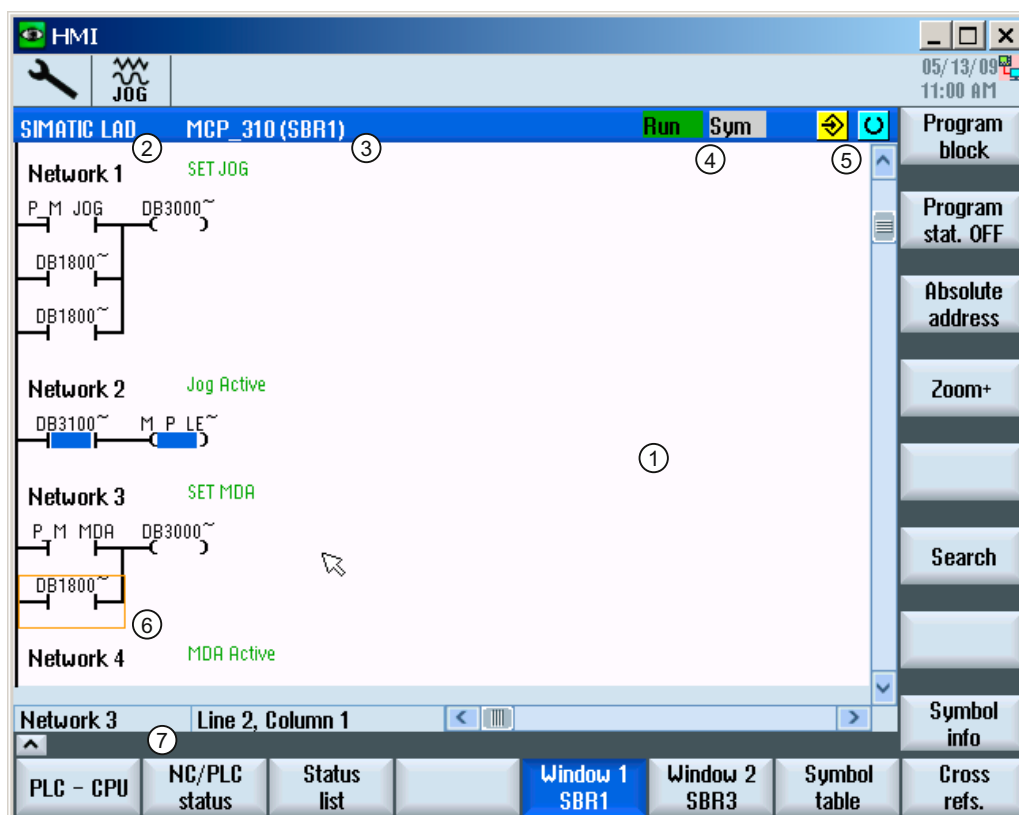 HMI
JOG
05/13/09
11:00 AM
SIMATIC LAD MCP_310 (SBR1) Run Sym
2 3 4 5
Network 1 SET JOG
P_M JOG DB3000~
DB1800~
DB1800~
Network 2 Jog Active
DB3100~ M_P_LE~
1
Network 3 SET MDA
P_M MDA DB3000~
DB1800~
6
Network 4 MDA Active
Network 3 Line 2, Column 1
7
Program
block
Program
stat. OFF
Absolute
address
Zoom+
Search
Symbol
info
PLC - CPU
NC/PLC
status
Status
list
Window 1
SBR1
Window 2
SBR3
Symbol
table
Cross
refs.